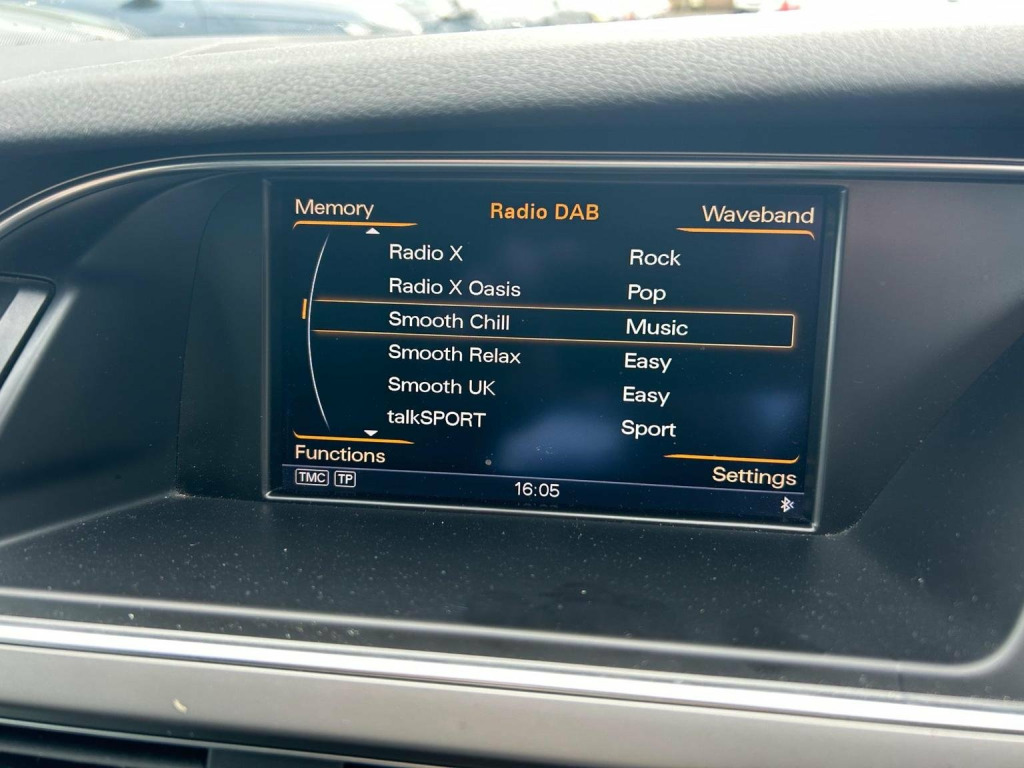 Memory Radio DAB Waveband
Radio X Rock
Radio X Oasis Pop
Smooth Chill Music
Smooth Relax Easy
Smooth UK Easy
talkSPORT Sport
Functions Settings
TMC TP 16:05